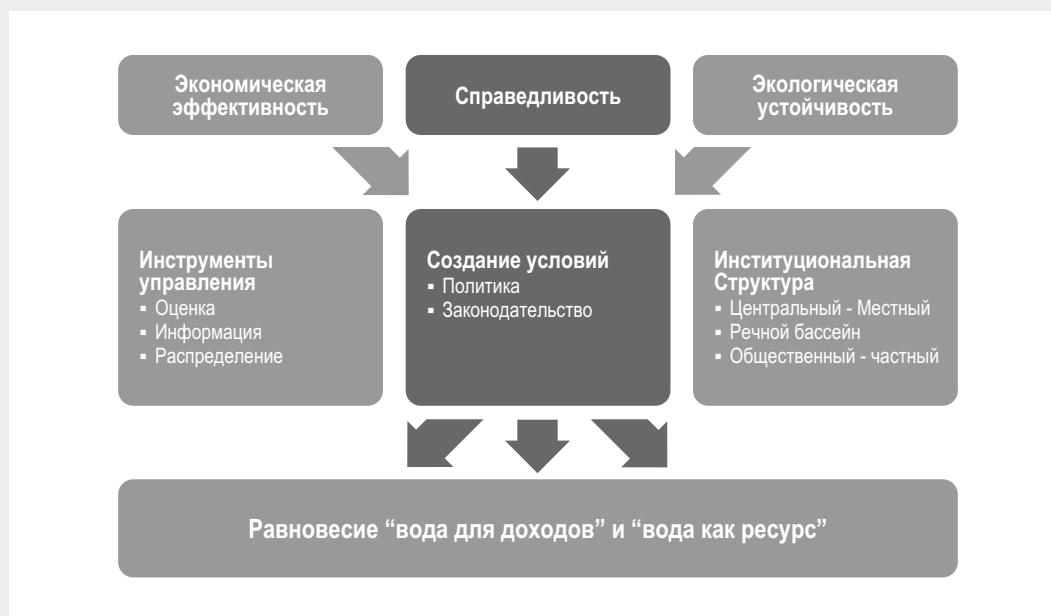 Экономическая
эффективность
Справедливость
Экологическая
устойчивость
Инструменты
управления
▪ Оценка
▪ Информация
▪ Распределение
Создание условий
▪ Политика
▪ Законодательство
Институциональная
Структура
▪ Центральный - Местный
▪ Речной бассейн
▪ Общественный - частный
Равновесие “вода для доходов” и “вода как ресурс”